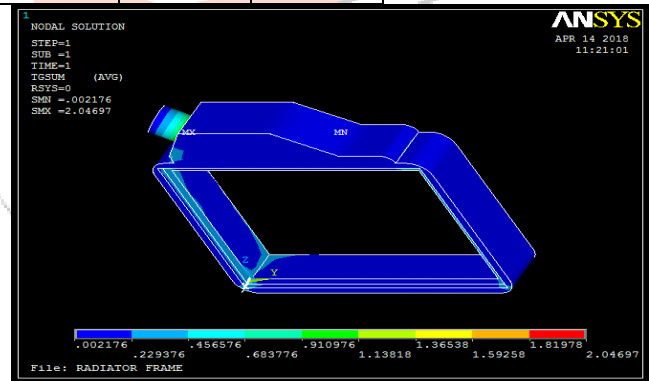 1
NODAL SOLUTION
STEP=1
SUB =1
TIME=1
TGSUM (AVG)
RSYS=0
SMN =.002176
SMX =2.04697
ANSYS
APR 14 2018
11:21:01
MX
MN
Z
Y
.002176 .456576 .910976 1.36538 1.81978
.229376 .683776 1.13818 1.59258 2.04697
File: RADIATOR FRAME